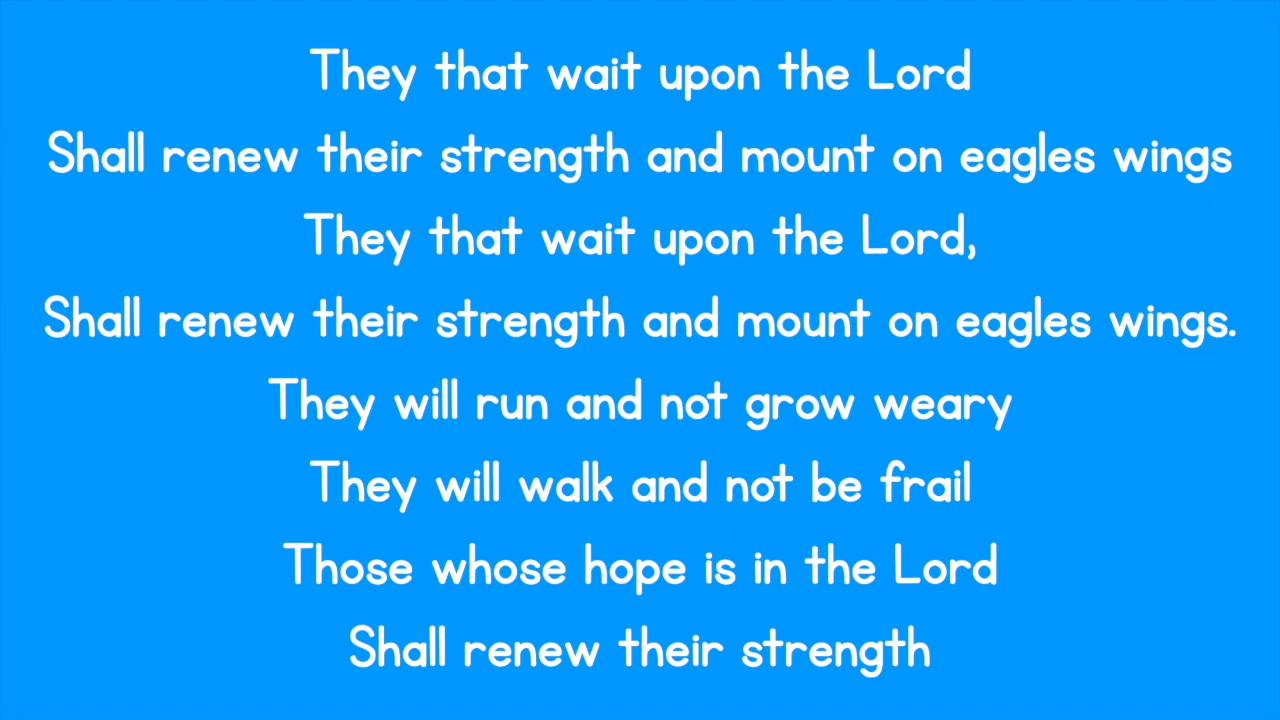 They that wait upon the Lord
Shall renew their strength and mount on eagles wings
They that wait upon the Lord,
Shall renew their strength and mount on eagles wings.
They will run and not grow weary
They will walk and not be frail
Those whose hope is in the Lord
Shall renew their strength